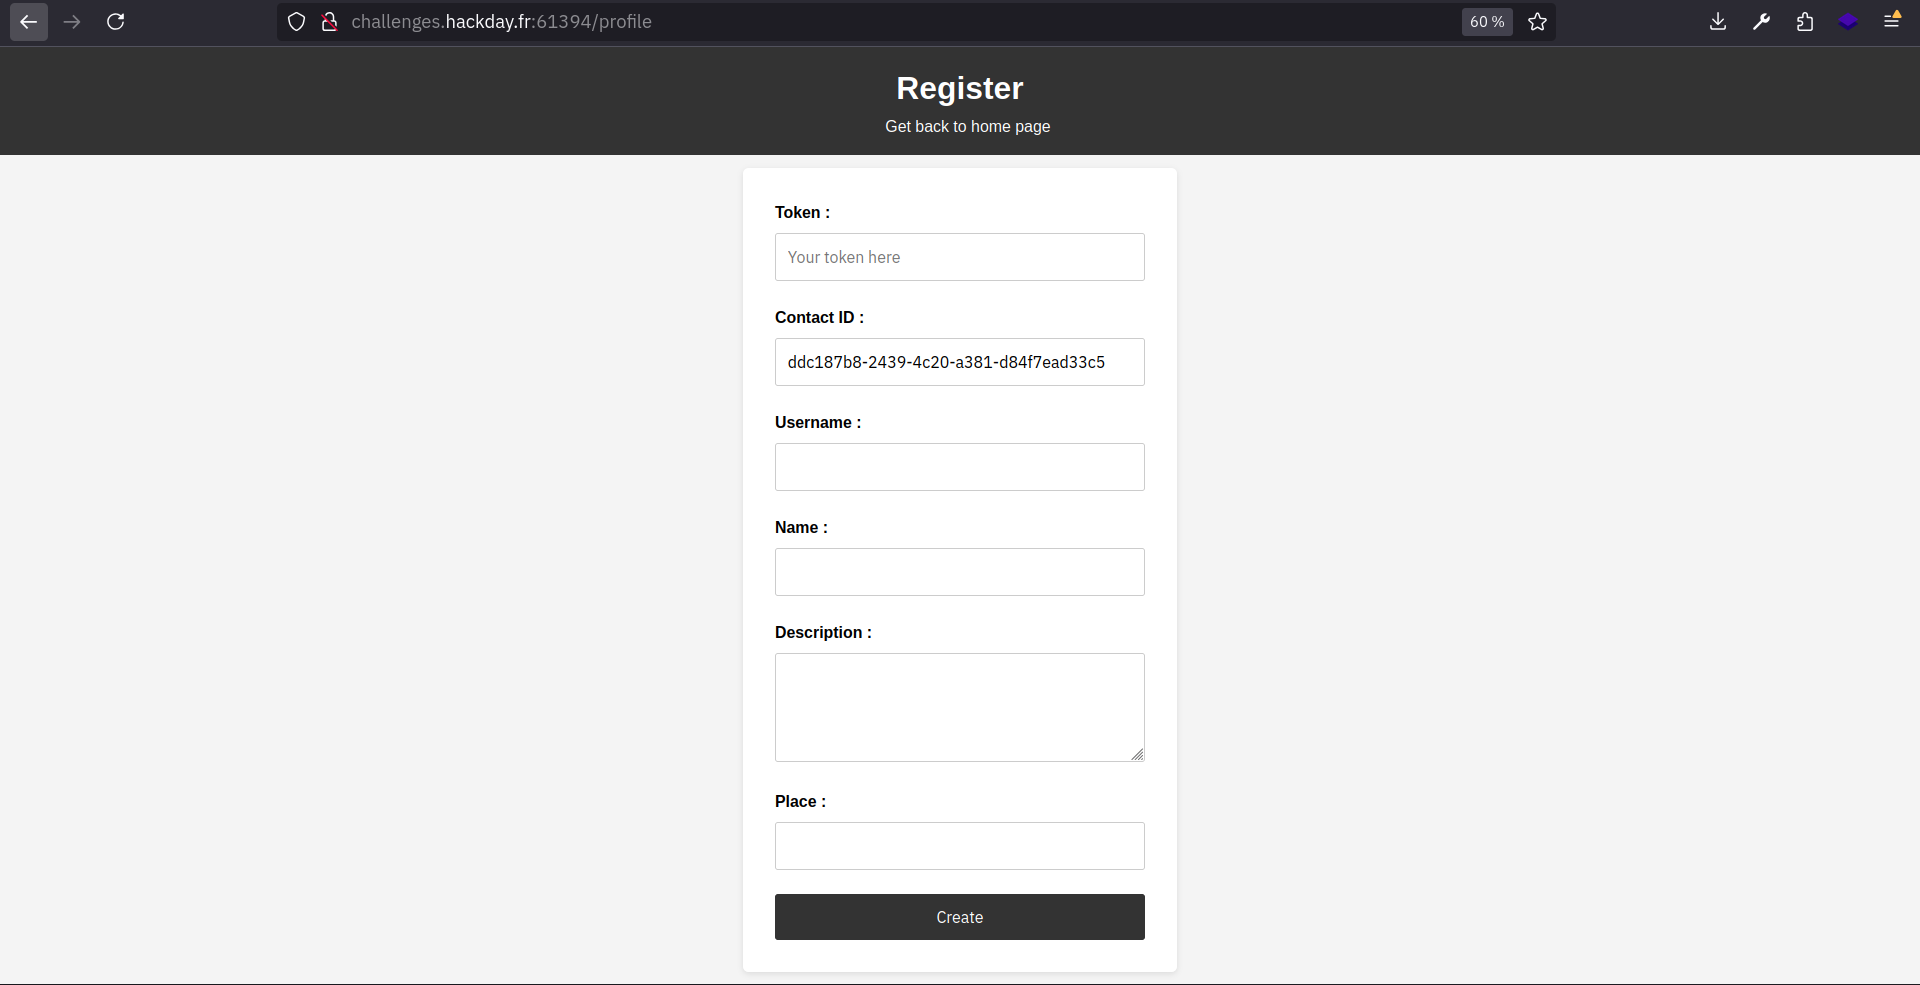 challenges.hackday.fr:61394/profile
60 %
Register
Get back to home page
Token :
Your token here
Contact ID :
ddc187b8-2439-4c20-a381-d84f7ead33c5
Username :
Name :
Description :
Place :
Create